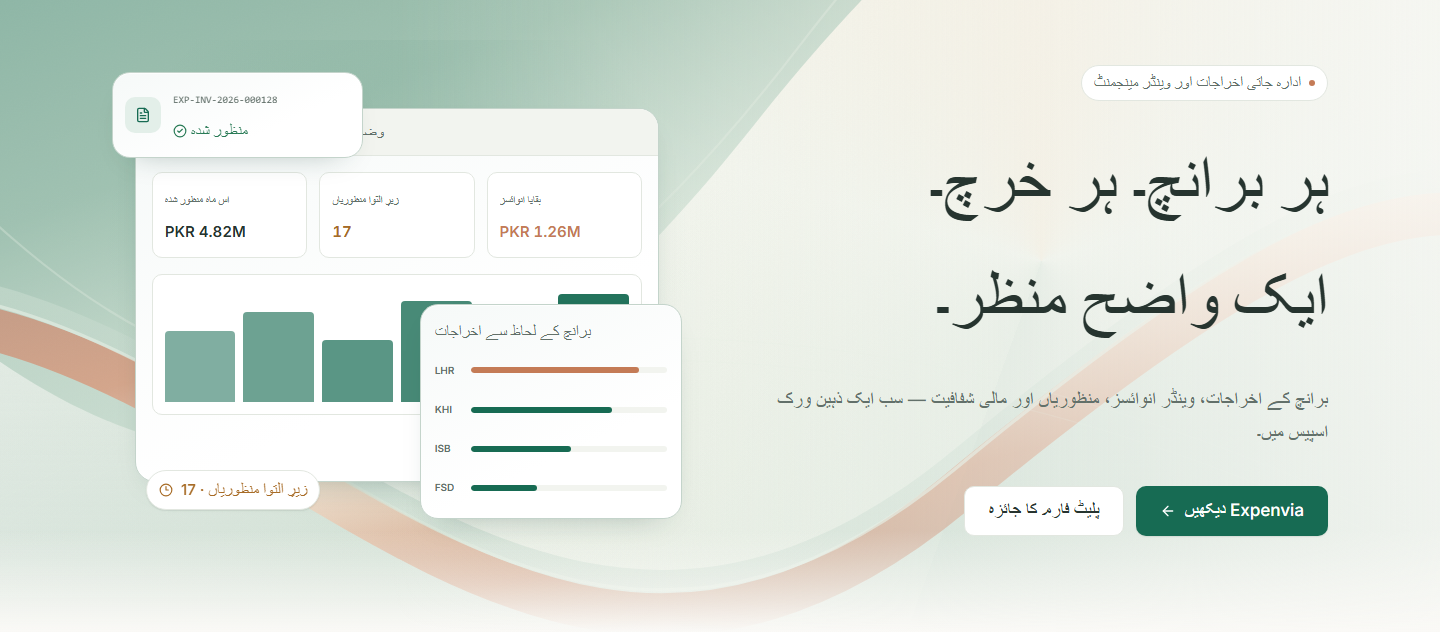 ادارہ جاتی اخراجات اور وینڈر مینجمنٹ
ہر برانچ۔ ہر خرچ۔
ایک واضح منظر۔
برانچ کے اخراجات، وینڈر انوائسز، منظوریاں اور مالی شفافیت — سب ایک ذہین ورک
اسپیس میں۔
Expenvia دیکھیں
پلیٹ فارم کا جائزہ
EXP-INV-2026-000128
منظور شدہ
بقایا انوائسز
PKR 1.26M
زیرِ التوا منظوریاں
17
اس ماہ منظور شدہ
PKR 4.82M
برانچ کے لحاظ سے اخراجات
LHR
KHI
ISB
FSD
زیرِ التوا منظوریاں · 17